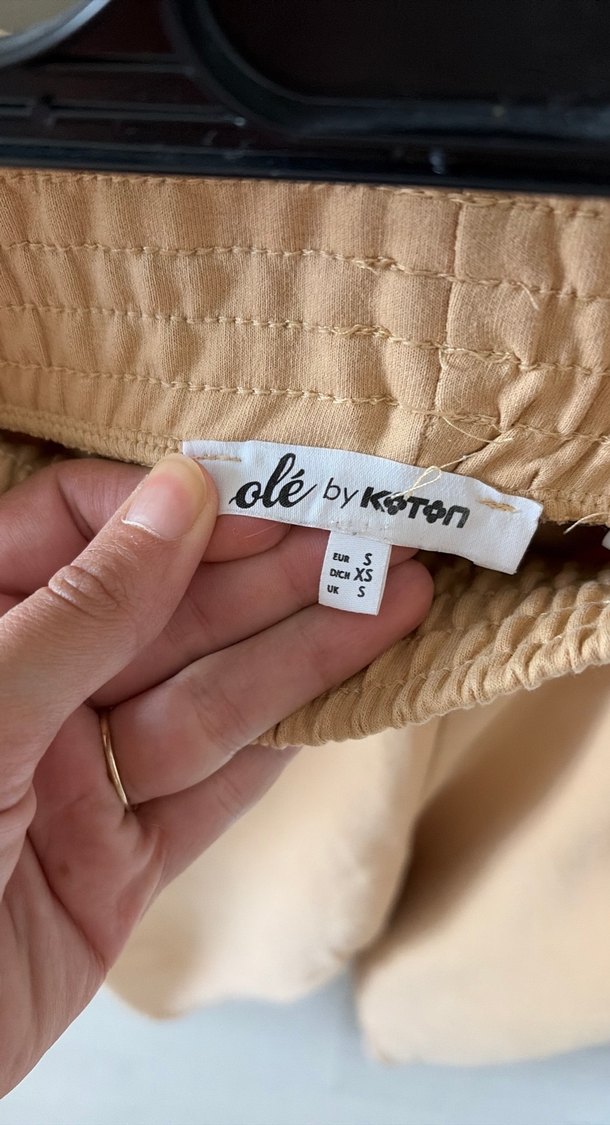 olé by KOTON
EUR S
D/CH XS
UK S